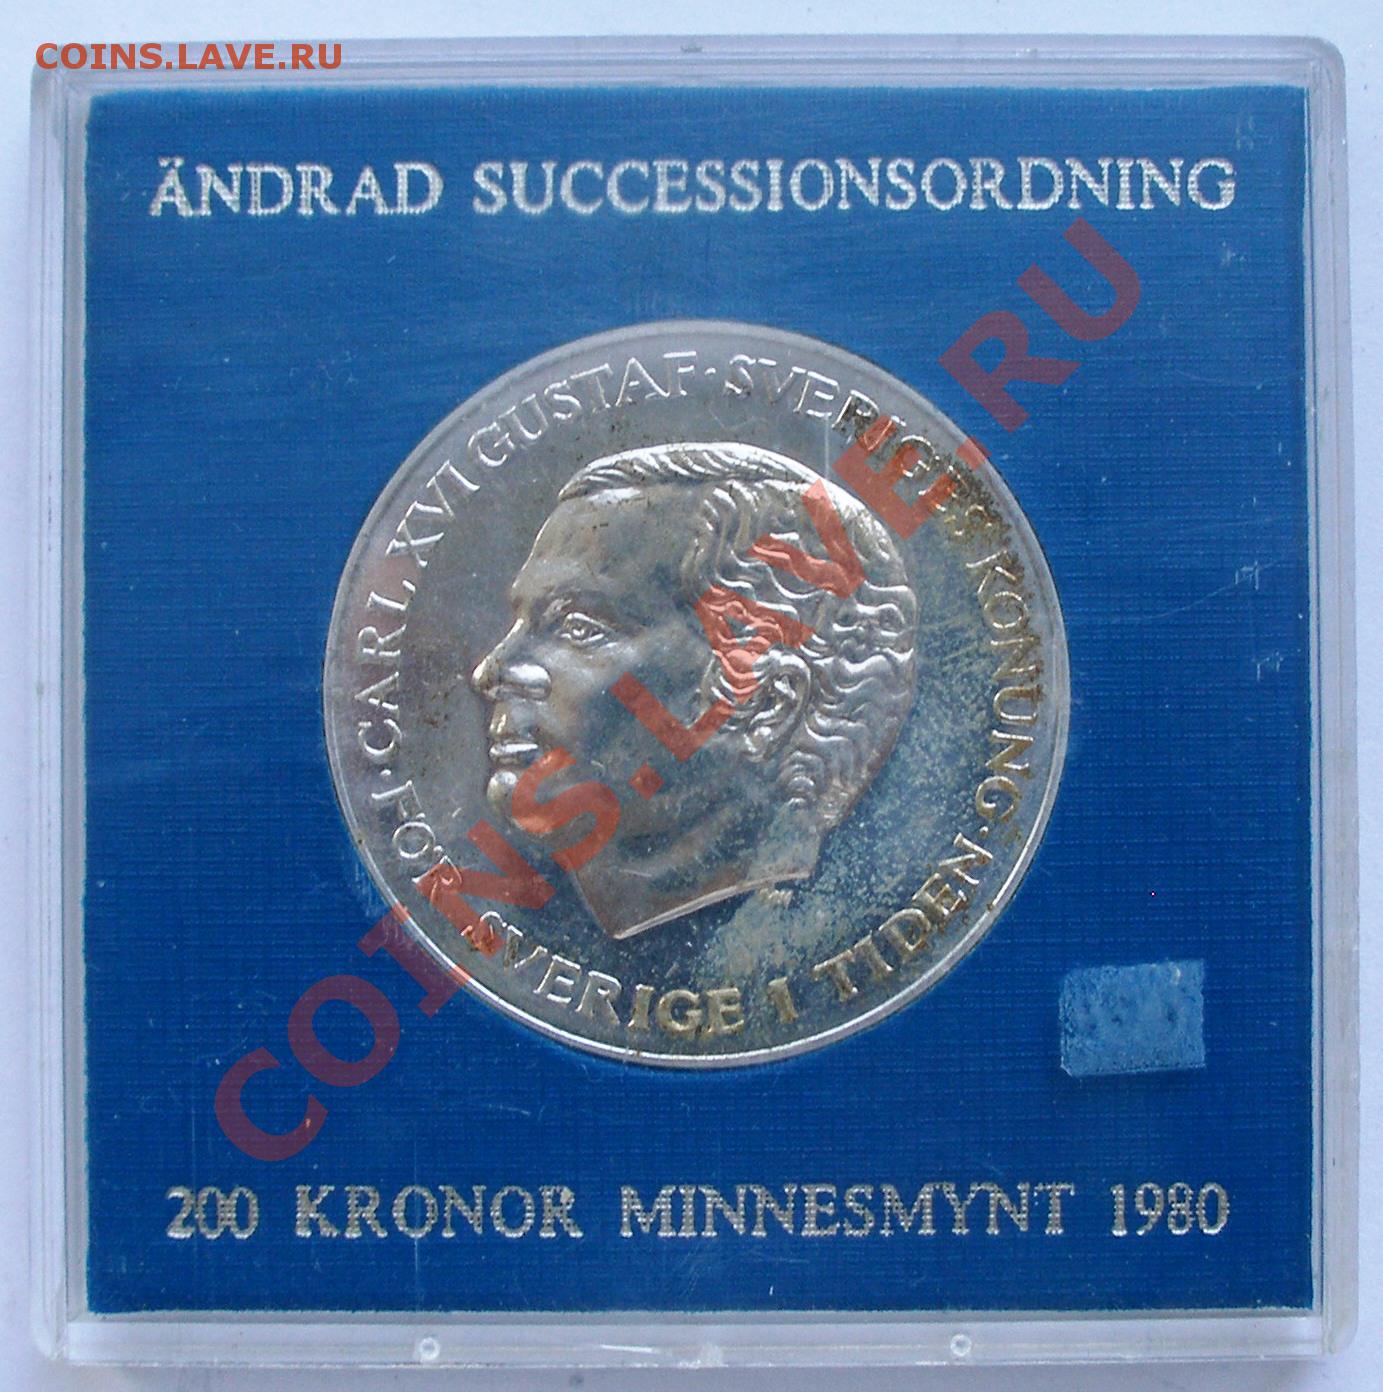 COINS.LAVE.RU
ÄNDRAD SUCCESSIONSORDNING
FÖR SVERIGE I TIDEN · CARL XVI GUSTAF · SVERIGES KONUNG ·
COINS.LAVE.RU
200 KRONOR MINNESMYNT 1980